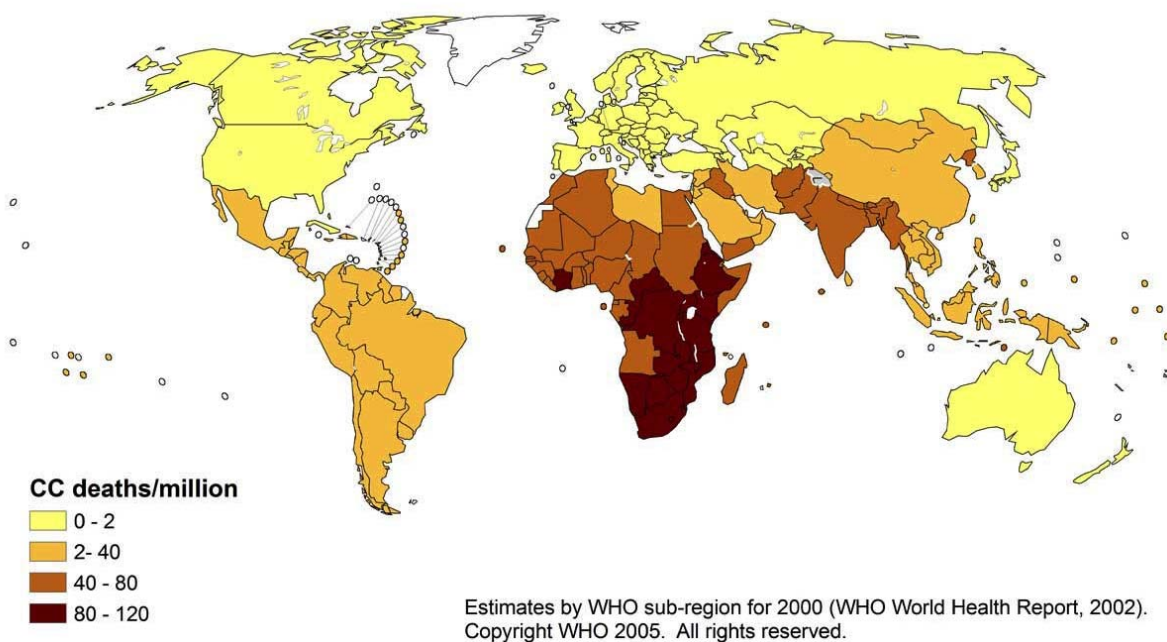 CC deaths/million
0 - 2
2- 40
40 - 80
80 - 120
Estimates by WHO sub-region for 2000 (WHO World Health Report, 2002).
Copyright WHO 2005.  All rights reserved.